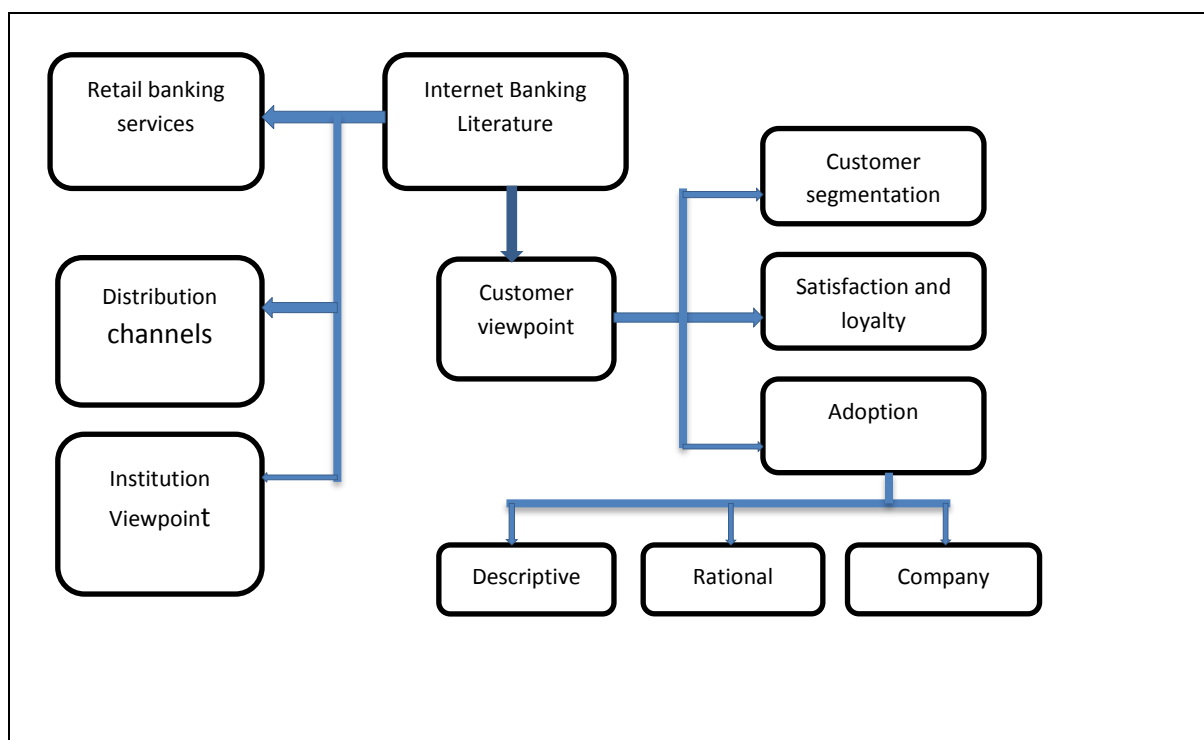 Retail banking
services
Internet Banking
Literature
Customer
segmentation
Distribution
channels
Customer
viewpoint
Satisfaction and
loyalty
Adoption
Institution
Viewpoint
Descriptive
Rational
Company